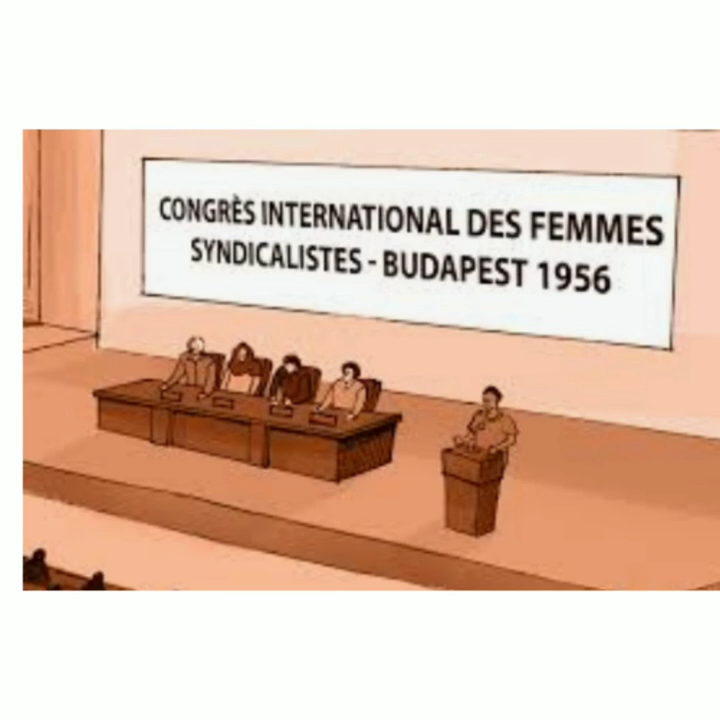 CONGRÈS INTERNATIONAL DES FEMMES
SYNDICALISTES - BUDAPEST 1956